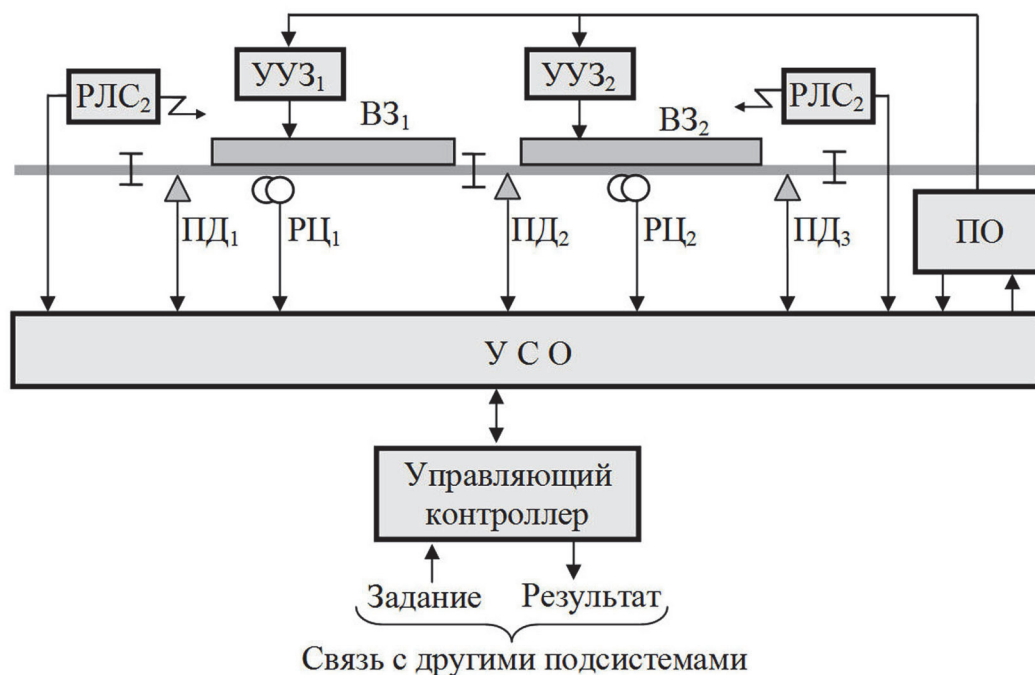 УУЗ₁
УУЗ₂
РЛС₂
РЛС₂
ВЗ₁
ВЗ₂
ПД₁
РЦ₁
ПД₂
РЦ₂
ПД₃
ПО
У С О
Управляющий
контроллер
Задание
Результат
Связь с другими подсистемами